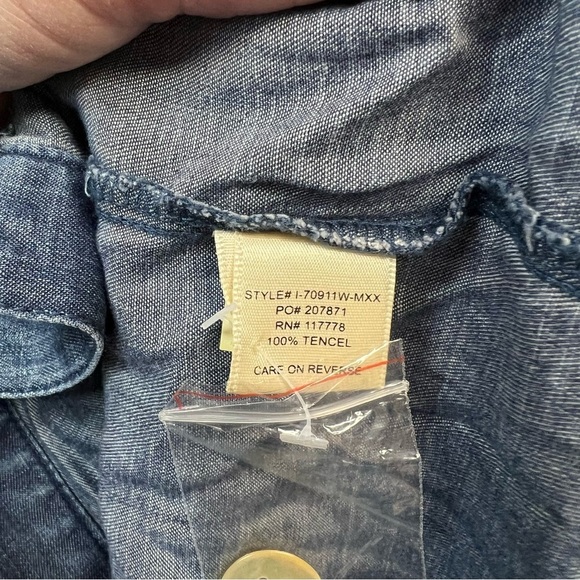 STYLE# I-70911W-MXX
PO# 207871
RN# 117778
100% TENCEL
CARE ON REVERSE